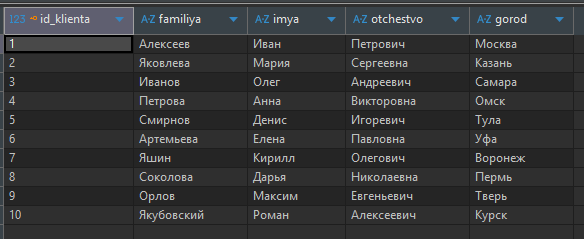 123 id_klienta A-Z familiya A-Z imya A-Z otchestvo A-Z gorod
1 Алексеев Иван Петрович Москва
2 Яковлева Мария Сергеевна Казань
3 Иванов Олег Андреевич Самара
4 Петрова Анна Викторовна Омск
5 Смирнов Денис Игоревич Тула
6 Артемьева Елена Павловна Уфа
7 Яшин Кирилл Олегович Воронеж
8 Соколова Дарья Николаевна Пермь
9 Орлов Максим Евгеньевич Тверь
10 Якубовский Роман Алексеевич Курск